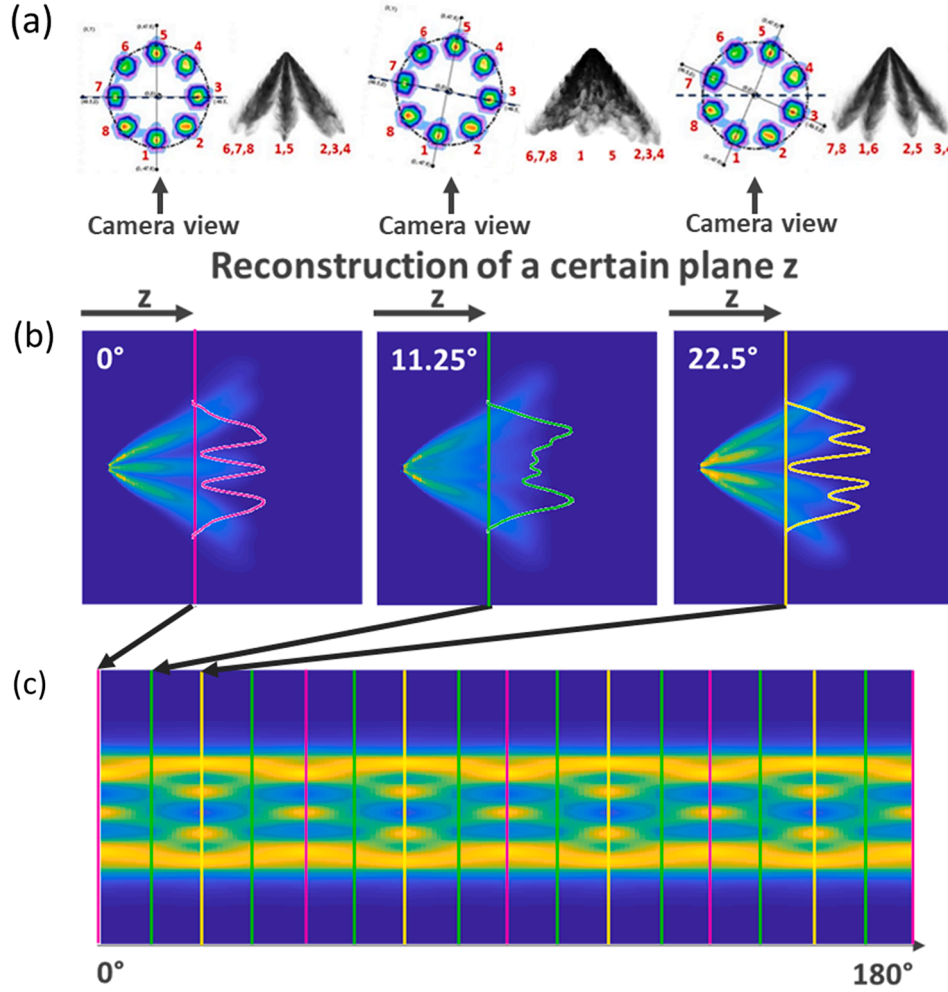 (a)
6 5 4
7 3
8 1 2
6,7,8 1,5 2,3,4
Camera view
5
6 4
7 3
8 1 2
6,7,8 1 5 2,3,4
Camera view
6 5
7 4
8 3
1 2
7,8 1,6 2,5 3,4
Camera view
Reconstruction of a certain plane z
z z z
(b)
0° 11.25° 22.5°
(c)
0° 180°